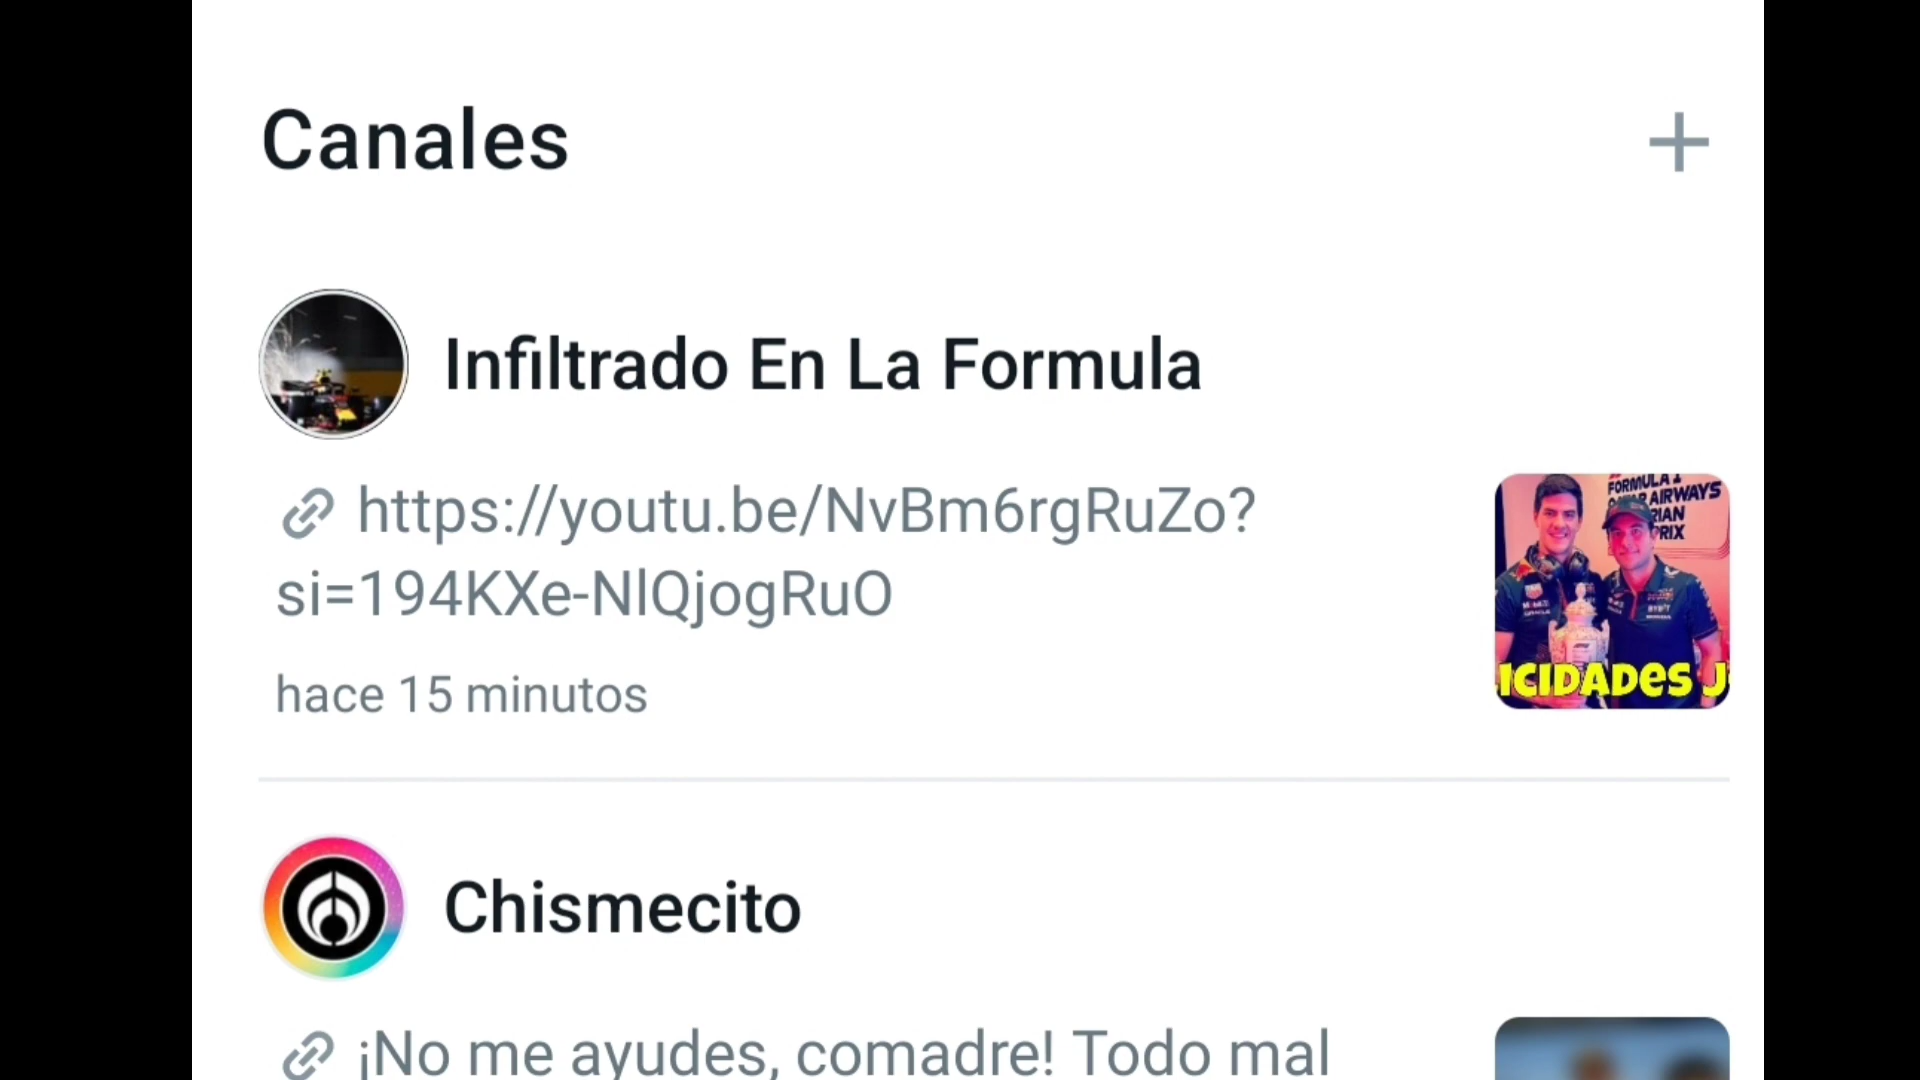 Canales
Infiltrado En La Formula
https://youtu.be/NvBm6rgRuZo?
si=194KXe-NlQjogRuO
hace 15 minutos
FORMULA 1
AIRWAYS
RIAN
PRIX
ICIDADES J
Chismecito
¡No me ayudes, comadre! Todo mal